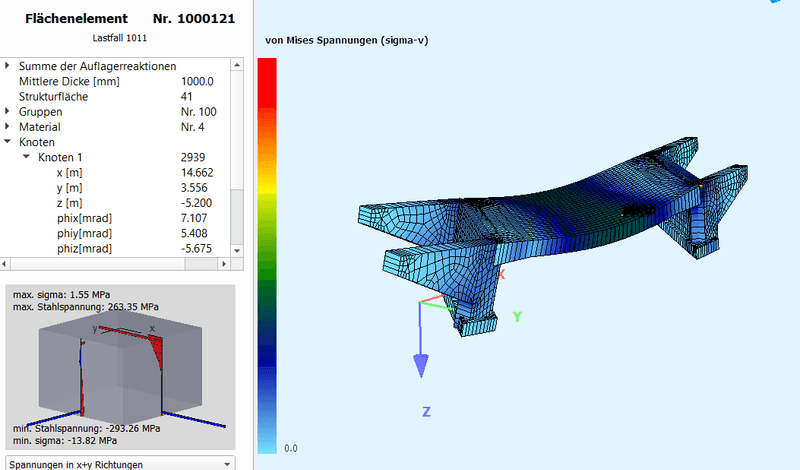 Flächenelement Nr. 1000121
Lastfall 1011
Summe der Auflagerreaktionen
Mittlere Dicke [mm] 1000.0
Strukturfläche 41
Gruppen Nr. 100
Material Nr. 4
Knoten
Knoten 1 2939
x [m] 14.662
y [m] 3.556
z [m] -5.200
phix[mrad] 7.107
phiy[mrad] 5.408
phiz[mrad] -5.675
max. sigma: 1.55 MPa
max. Stahlspannung: 263.35 MPa
y x
min. Stahlspannung: -293.26 MPa
min. sigma: -13.82 MPa
Spannungen in x+y Richtungen
von Mises Spannungen (sigma-v)
X
Y
Z
0.0